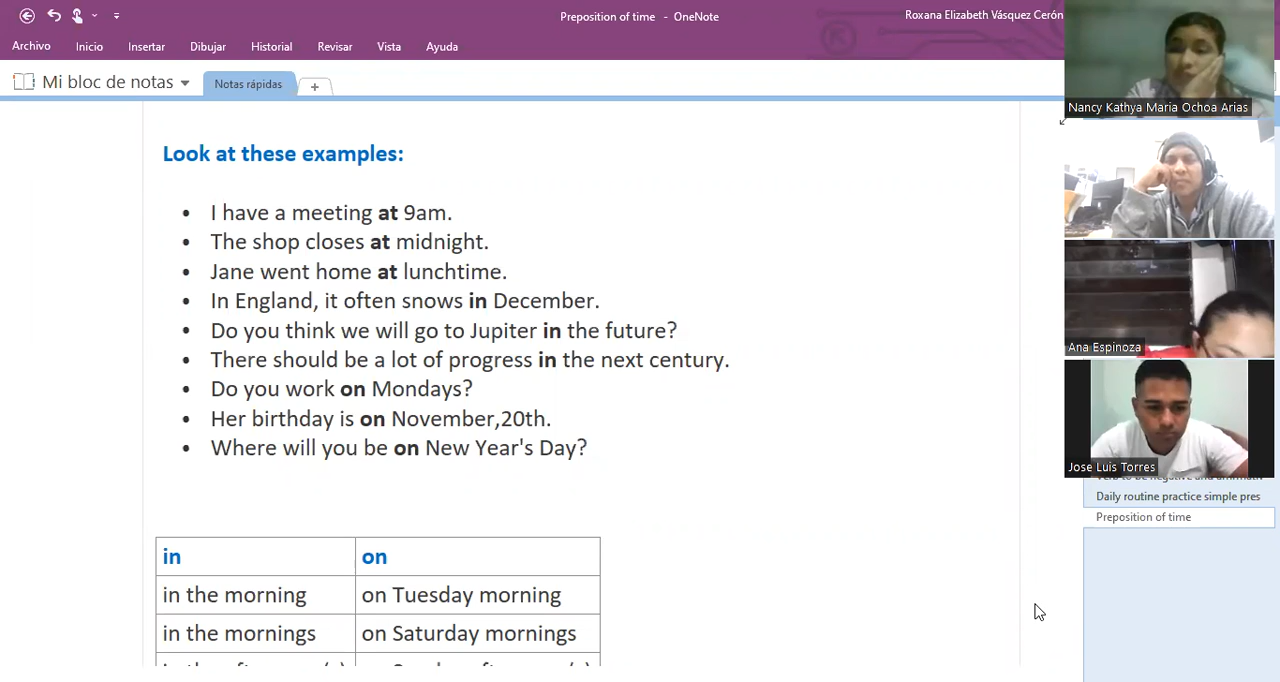 Preposition of time - OneNote
Roxana Elizabeth Vásquez Cerón
Archivo Inicio Insertar Dibujar Historial Revisar Vista Ayuda
Mi bloc de notas
Notas rápidas
+
Look at these examples:
• I have a meeting at 9am.
• The shop closes at midnight.
• Jane went home at lunchtime.
• In England, it often snows in December.
• Do you think we will go to Jupiter in the future?
• There should be a lot of progress in the next century.
• Do you work on Mondays?
• Her birthday is on November,20th.
• Where will you be on New Year's Day?
in on
in the morning on Tuesday morning
in the mornings on Saturday mornings
Nancy Kathya Maria Ochoa Arias
Ana Espinoza
Jose Luis Torres
Daily routine practice simple pres
Preposition of time